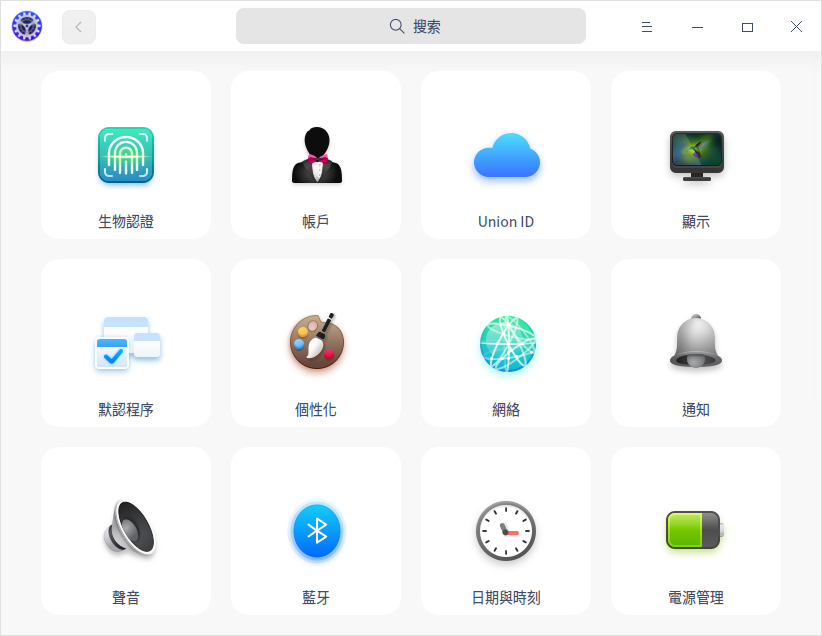 搜索
生物認證
帳戶
Union ID
顯示
默認程序
個性化
網絡
通知
聲音
藍牙
日期與時刻
電源管理